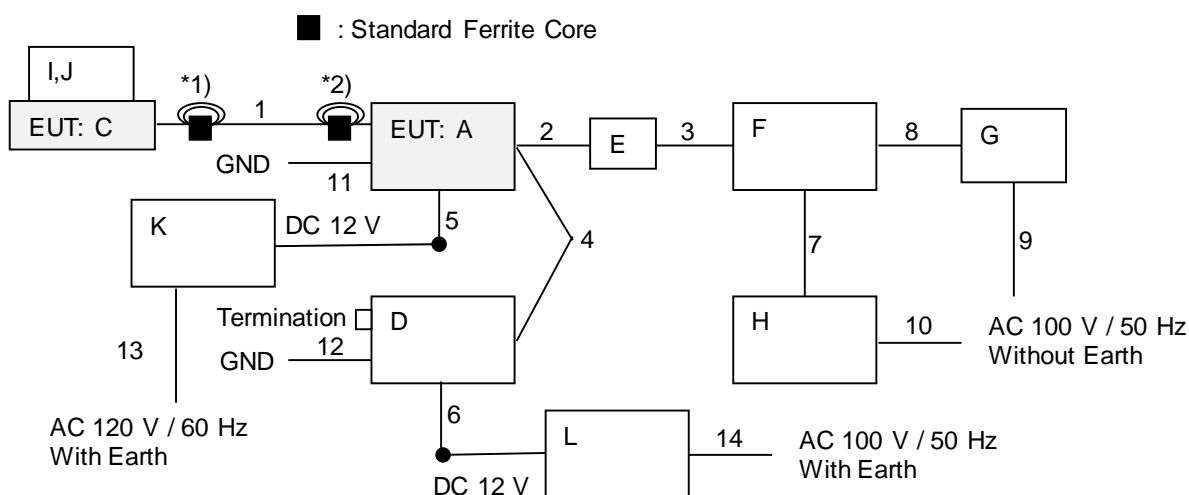 : Standard Ferrite Core
I,J
*1)
*2)
EUT: C
1
EUT: A
2
E
3
F
8
G
GND
11
K
DC 12 V
5
4
7
9
Termination
D
H
10
AC 100 V / 50 Hz
Without Earth
13
GND
12
6
AC 120 V / 60 Hz
With Earth
L
14
AC 100 V / 50 Hz
With Earth
DC 12 V